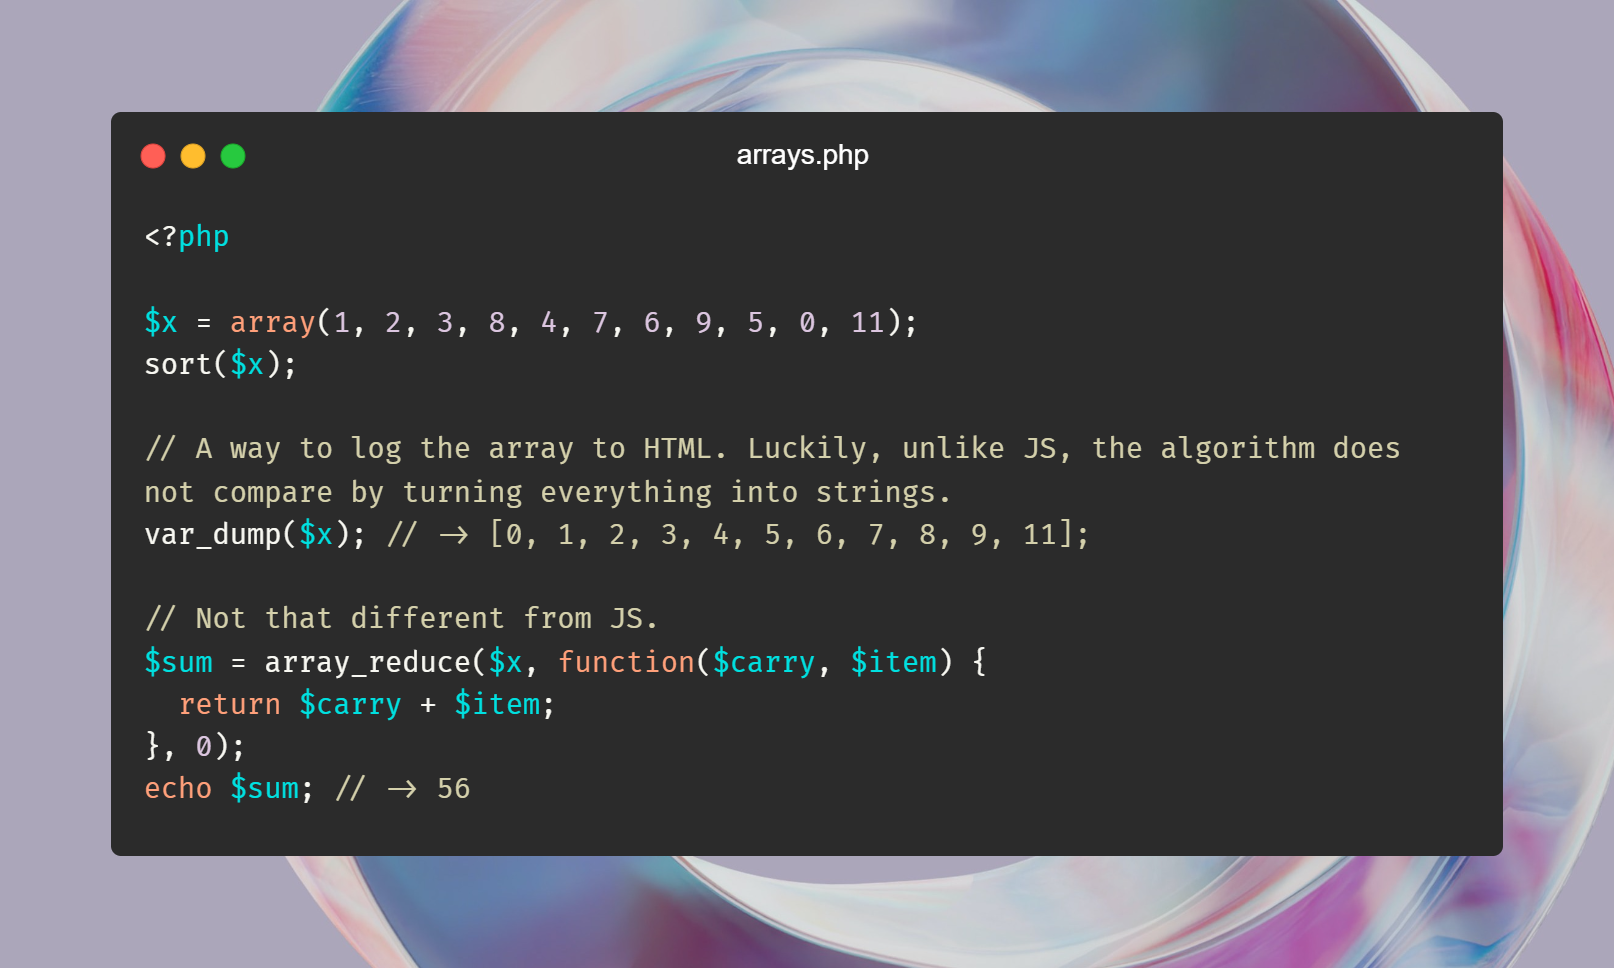 arrays.php
<?php
$x = array(1, 2, 3, 8, 4, 7, 6, 9, 5, 0, 11);
sort($x);
// A way to log the array to HTML. Luckily, unlike JS, the algorithm does
not compare by turning everything into strings.
var_dump($x); // -> [0, 1, 2, 3, 4, 5, 6, 7, 8, 9, 11];
// Not that different from JS.
$sum = array_reduce($x, function($carry, $item) {
  return $carry + $item;
}, 0);
echo $sum; // -> 56